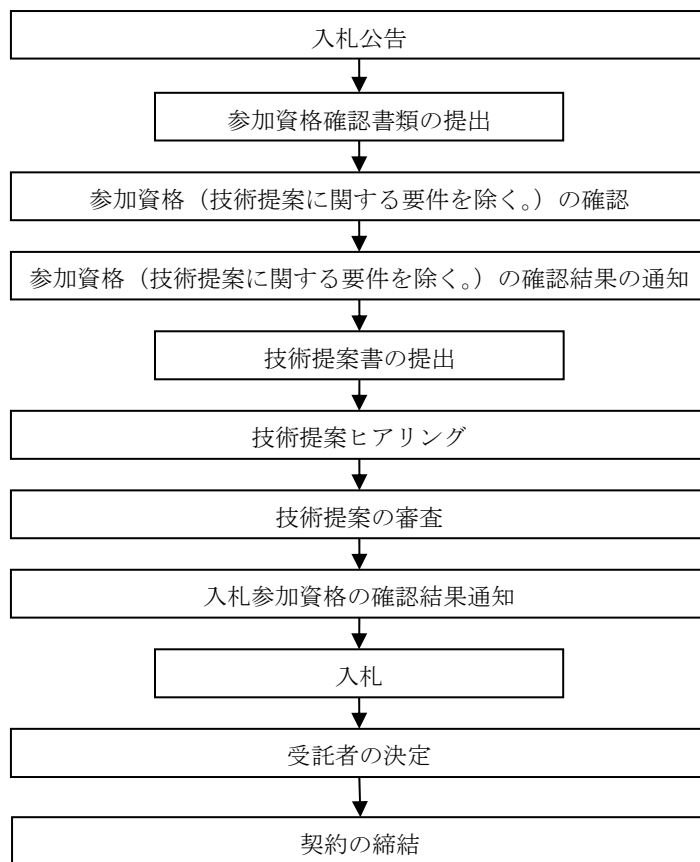 入札公告
参加資格確認書類の提出
参加資格（技術提案に関する要件を除く。）の確認
参加資格（技術提案に関する要件を除く。）の確認結果の通知
技術提案書の提出
技術提案ヒアリング
技術提案の審査
入札参加資格の確認結果通知
入札
受託者の決定
契約の締結